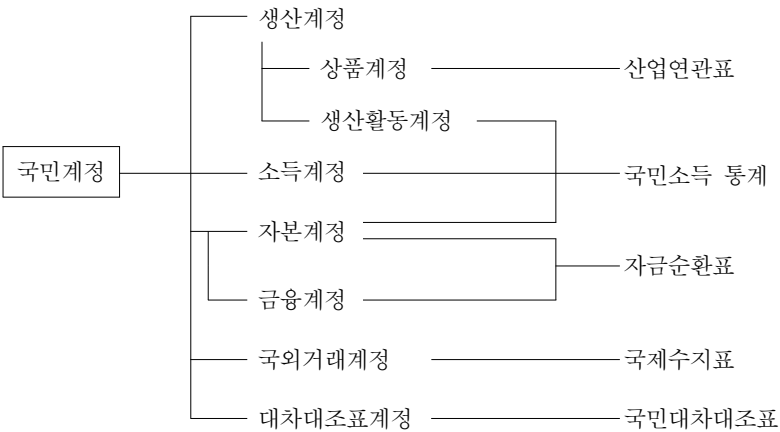 생산계정
상품계정 산업연관표
생산활동계정
국민계정 소득계정 국민소득 통계
자본계정
자금순환표
금융계정
국외거래계정 국제수지표
대차대조표계정 국민대차대조표